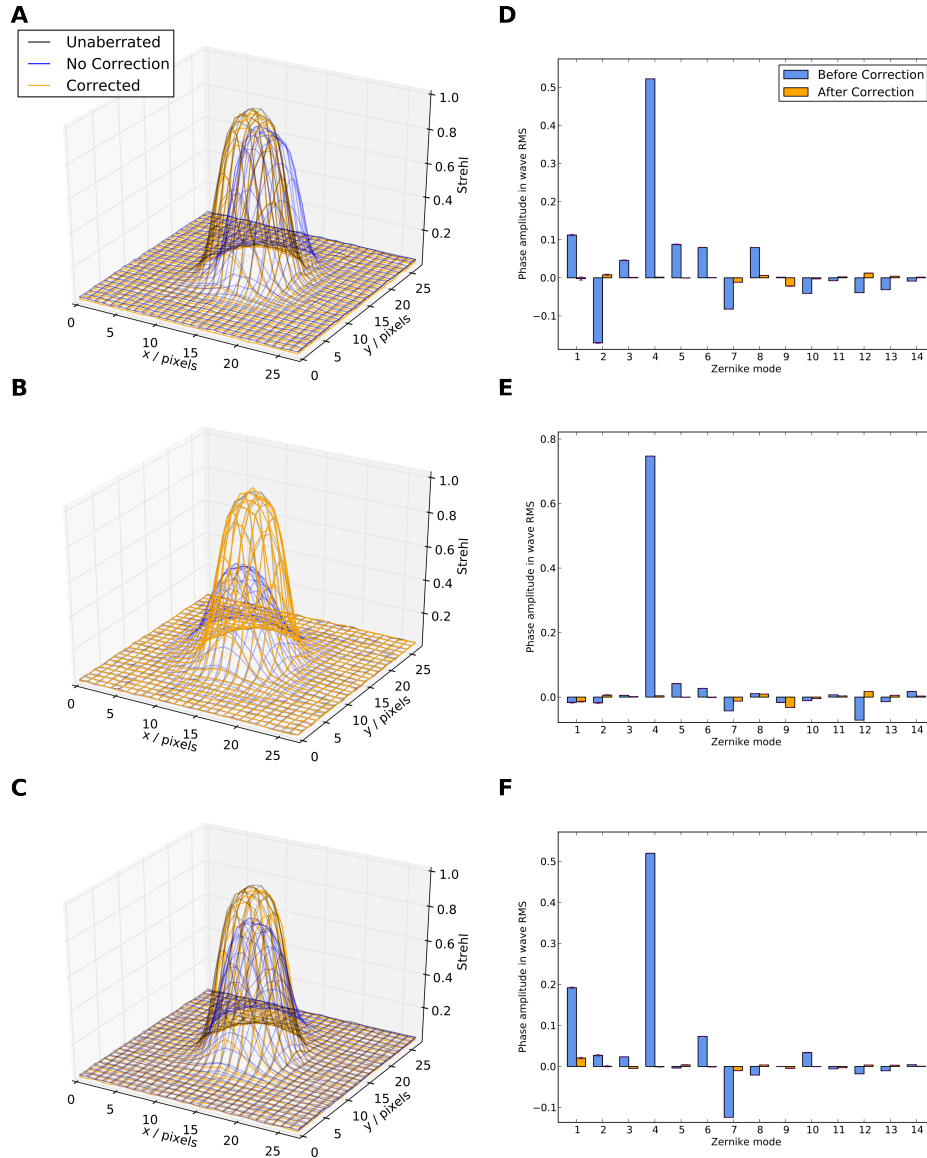 A
Unaberrated
No Correction
Corrected
1.0
0.8
0.6
0.4
0.2
Strehl
0
5
10
15
20
25
x / pixels
0
5
10
15
20
25
y / pixels
D
Before Correction
After Correction
0.5
0.4
0.3
0.2
0.1
0.0
−0.1
Phase amplitude in wave RMS
1 2 3 4 5 6 7 8 9 10 11 12 13 14
Zernike mode
B
1.0
0.8
0.6
0.4
0.2
Strehl
0
5
10
15
20
25
x / pixels
0
5
10
15
20
25
y / pixels
E
0.8
0.6
0.4
0.2
0.0
Phase amplitude in wave RMS
1 2 3 4 5 6 7 8 9 10 11 12 13 14
Zernike mode
C
1.0
0.8
0.6
0.4
0.2
Strehl
0
5
10
15
20
25
x / pixels
0
5
10
15
20
25
y / pixels
F
0.5
0.4
0.3
0.2
0.1
0.0
−0.1
Phase amplitude in wave RMS
1 2 3 4 5 6 7 8 9 10 11 12 13 14
Zernike mode